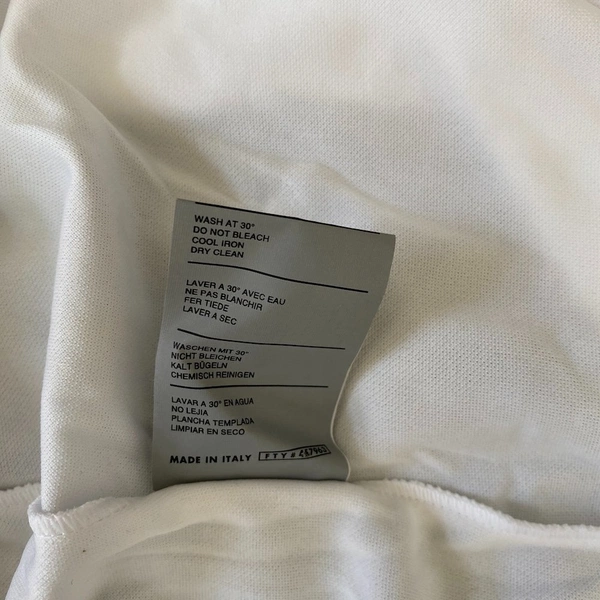 WASH AT 30°
DO NOT BLEACH
COOL IRON
DRY CLEAN
LAVER A 30° AVEC EAU
NE PAS BLANCHIR
FER TIEDE
LAVER A SEC
WASCHEN MIT 30°
NICHT BLEICHEN
KALT BÜGELN
CHEMISCH REINIGEN
LAVAR A 30° EN AGUA
NO LEJIA
PLANCHA TEMPLADA
LIMPIAR EN SECO
MADE IN ITALY FTY #